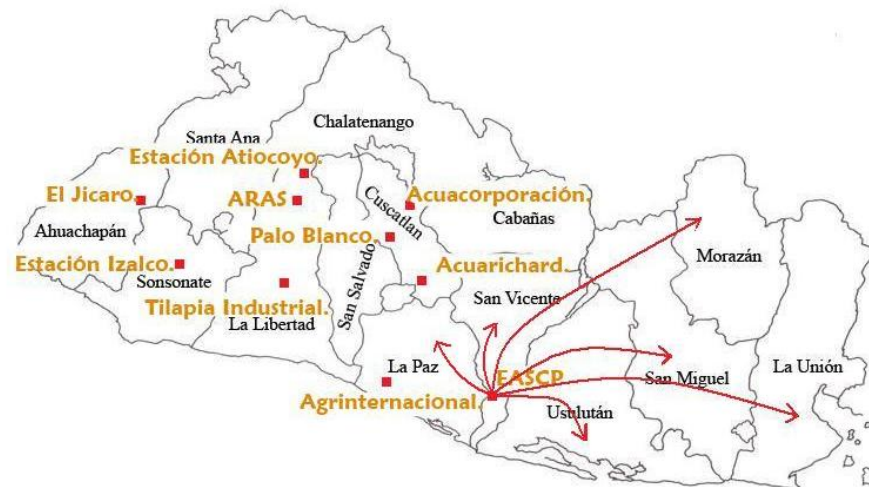 Chalatenango
Santa Ana
Estación Atiocoyo.
El Jicaro.
ARAS
Cuscatlan
Acuacorporación.
Cabañas
Ahuachapán
Palo Blanco.
Morazán
Estación Izalco.
Acuarichard.
Sonsonate
San Salvado
San Vicente
Tilapia Industrial.
La Libertad
La Paz
EASCP
San Miguel
La Unión
Agrinternacional.
Usulután